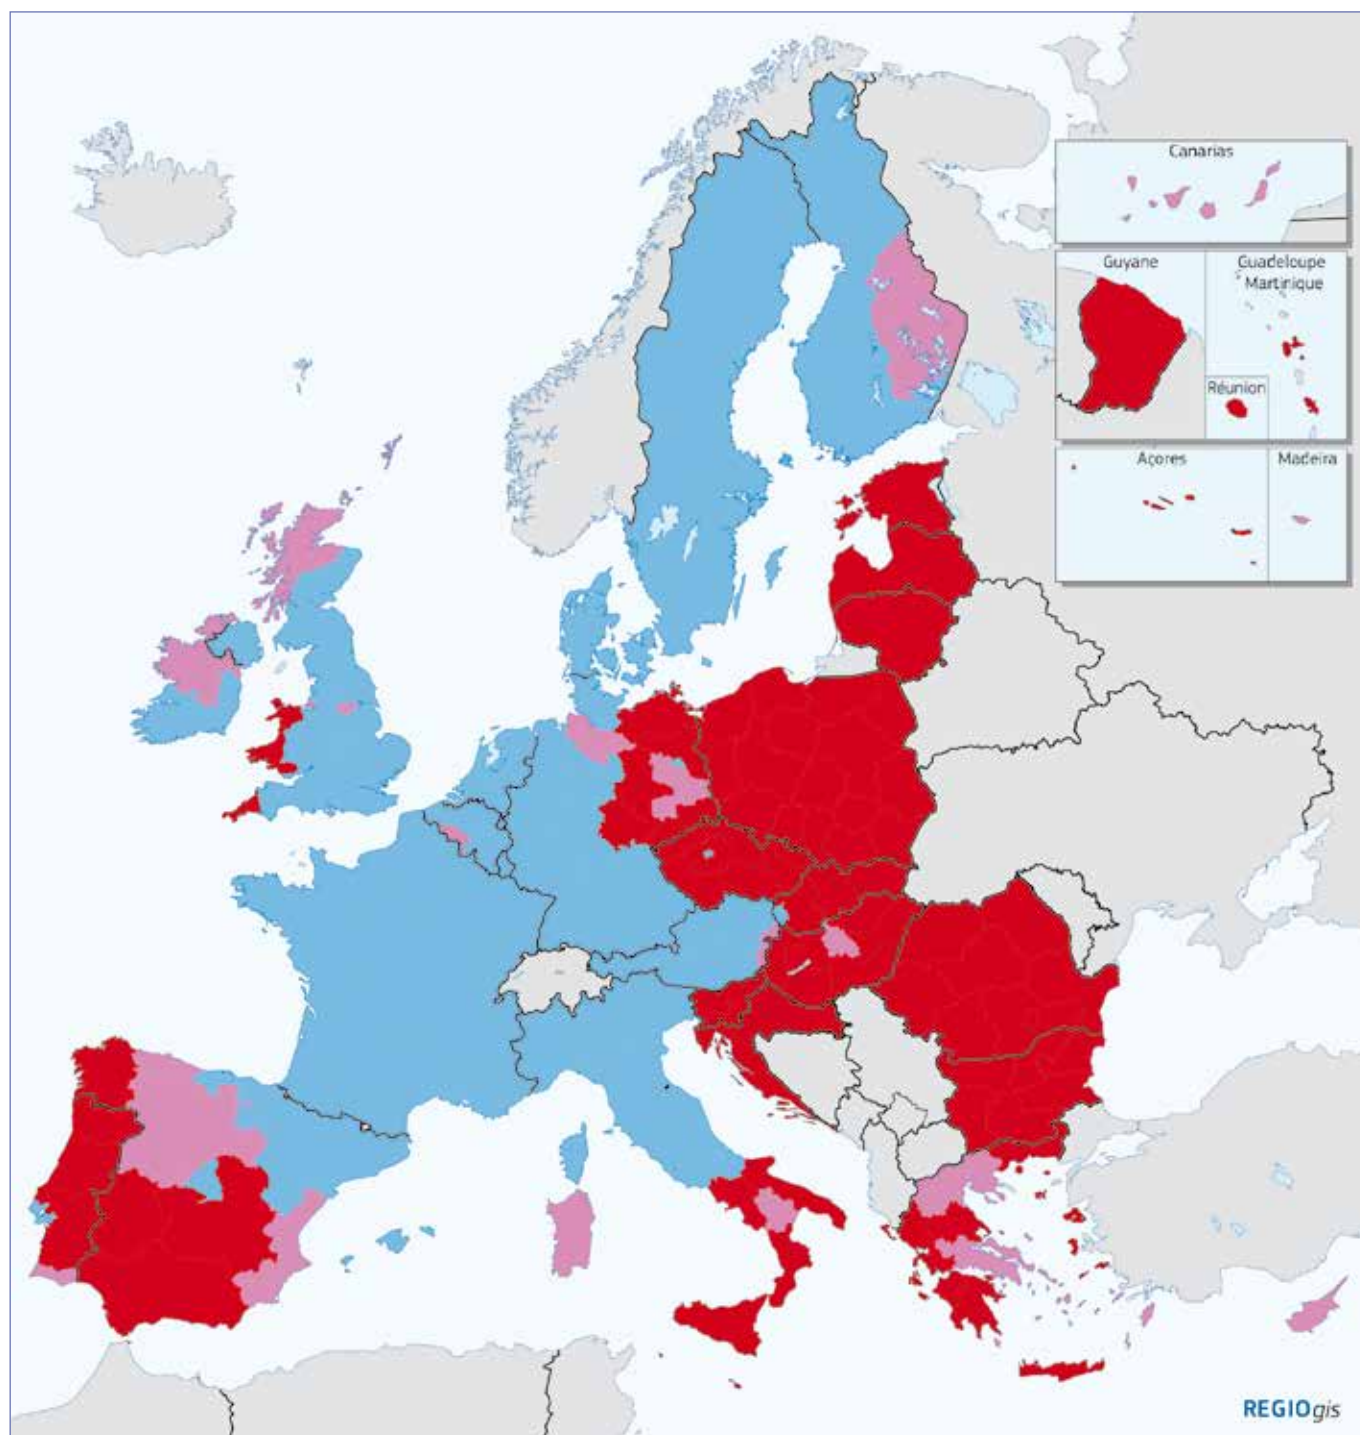 Canarias
Guyane
Guadeloupe
Martinique
Réunion
Açores
Madeira
REGIOgis